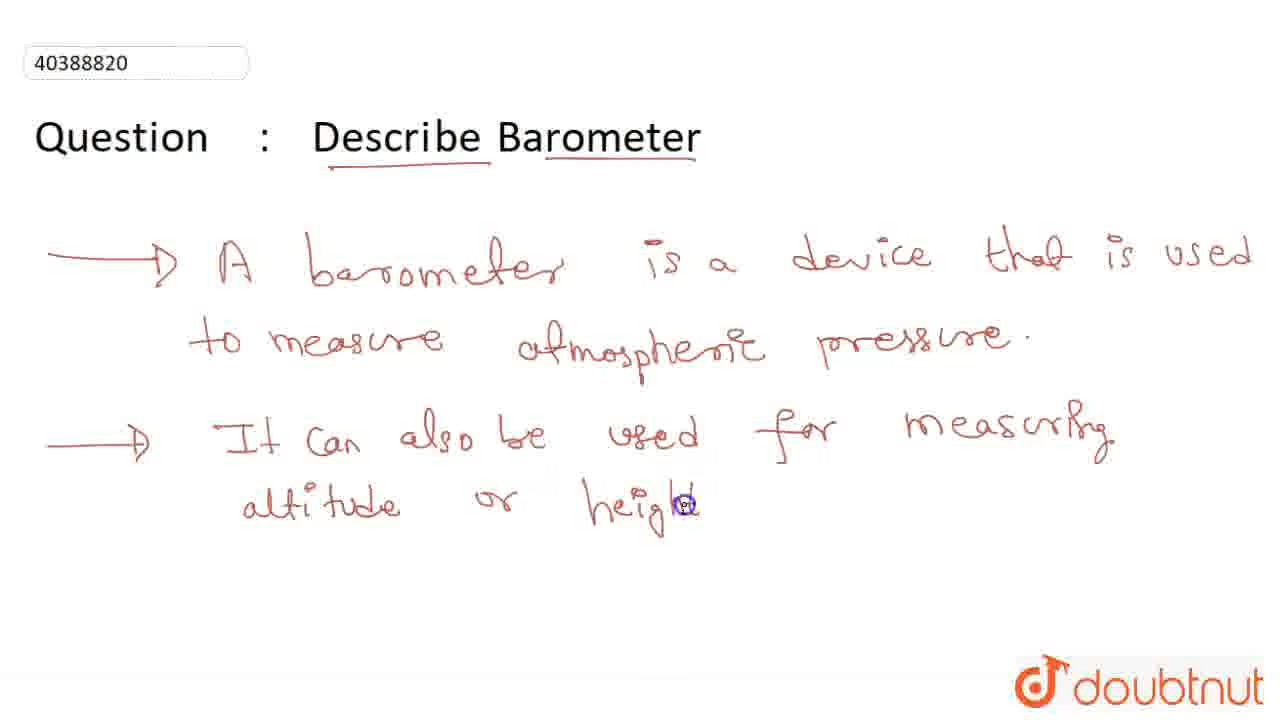 40388820
Question : Describe Barometer
A barometer is a device that is used
to measure atmospheric pressure.
It can also be used for measuring
altitude or height
doubtnut